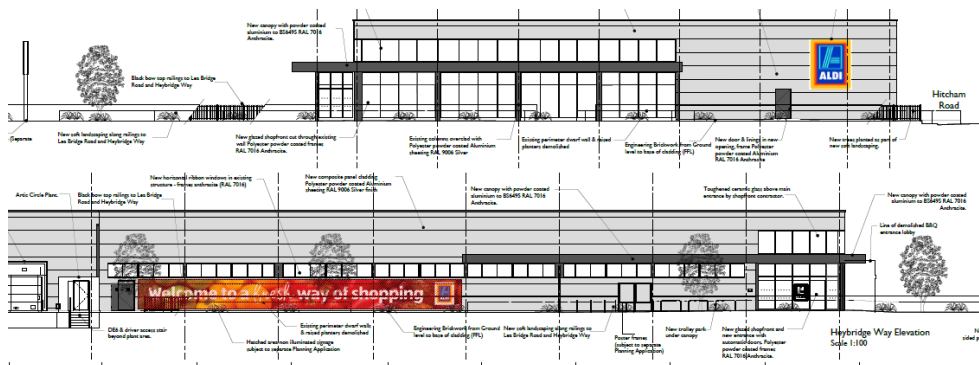 New canopy with powder coated
aluminium to BS6495 RAL 7016
Anthracite.
Black bow top railings to Lea Bridge
Road and Heybridge Way
ALDI
Hitcham
Road
Separate
New soft landscaping along railings to
Lea Bridge Road and Heybridge Way
New glazed shopfront cut through existing
wall Polyester powder coated frames
RAL 7016 Anthracite.
Existing columns overclad with
Polyester powder coated Aluminium
sheeting RAL 9006 Silver
Existing perimeter dwarf wall & raised
planters demolished
Engineering Brickwork from Ground
level to base of cladding (FFL)
New door & lining in new
opening, frame Polyester
powder coated Aluminium
RAL 7016 Anthracite
New trees planted to part of
new soft landscaping.
Artic Circle Plant.
Black bow top railings to Lea Bridge
Road and Heybridge Way
New horizontal ribbon windows in existing
structure - frames anthracite (RAL 7016)
New composite panel cladding
Polyester powder coated Aluminium
sheeting RAL 9006 Silver finish
New canopy with powder coated
aluminium to BS6495 RAL 7016
Anthracite.
Toughened ceramic glass above main
entrance by shopfront contractor.
New canopy with powder coated
aluminium to BS6495 RAL 7016
Anthracite.
Line of demolished B&Q
entrance lobby
Welcome to a fresh way of shopping
ALDI
DEB & driver access stair
beyond plant area.
Hatched area non illuminated signage
subject to separate Planning Application
Existing perimeter dwarf walls
& raised planters demolished
Engineering Brickwork from Ground
level to base of cladding (FFL)
New soft landscaping along railings to
Lea Bridge Road and Heybridge Way
Poster frames
(subject to separate
Planning Application)
New trolley park
under canopy
New glazed shopfront and
new entrance with
automatic doors, Polyester
powder coated frames
RAL 7016 Anthracite.
Heybridge Way Elevation
Scale 1:100
N
sided p